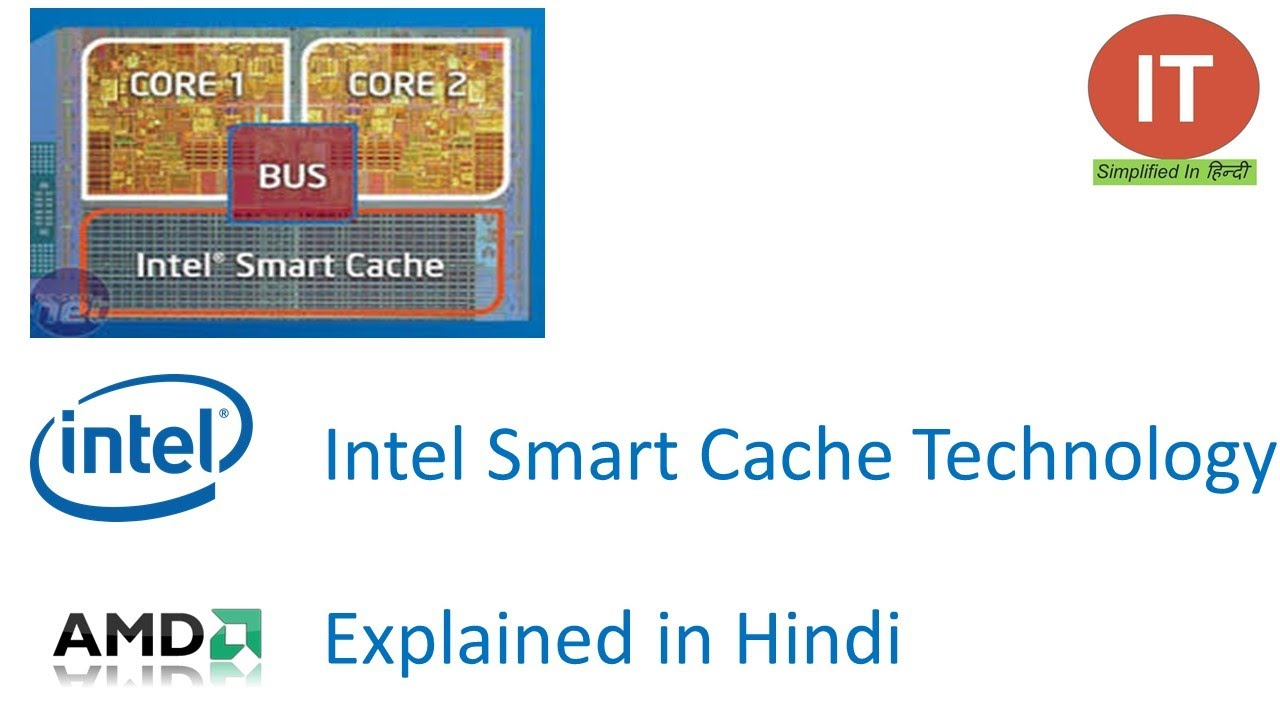 CORE 1
CORE 2
BUS
Intel® Smart Cache
net
IT
Simplified In हिन्दी
intel®
Intel Smart Cache Technology
AMD
Explained in Hindi